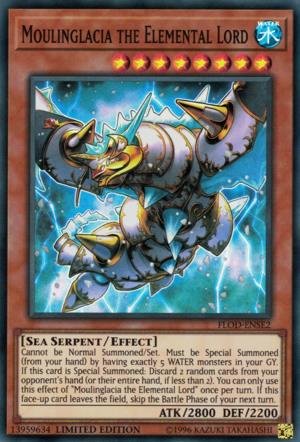 Moulinglacia the Elemental Lord
WATER
水
FLOD-ENSE2
[Sea Serpent/Effect]
Cannot be Normal Summoned/Set. Must be Special Summoned
(from your hand) by having exactly 5 WATER monsters in your GY.
If this card is Special Summoned: Discard 2 random cards from your
opponent's hand (or their entire hand, if less than 2). You can only use
this effect of "Moulinglacia the Elemental Lord" once per turn. If this
face-up card leaves the field, skip the Battle Phase of your next turn.
ATK/2800 DEF/2200
13959634 LIMITED EDITION ©1996 KAZUKI TAKAHASHI